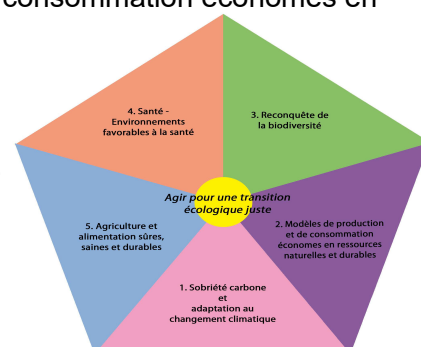 consommation économes en
4. Santé -
Environnements
favorables à la santé
3. Reconquête de
la biodiversité
Agir pour une transition
écologique juste
5. Agriculture et
alimentation sûres,
saines et durables
2. Modèles de production
et de consommation
économes en ressources
naturelles et durables
1. Sobriété carbone
et
adaptation au
changement climatique